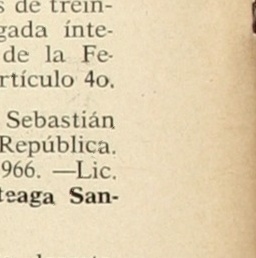 s de trein-
gada ínte-
de la Fe-
rtículo 4o.
Sebastián
República.
966. —Lic.
teaga San-